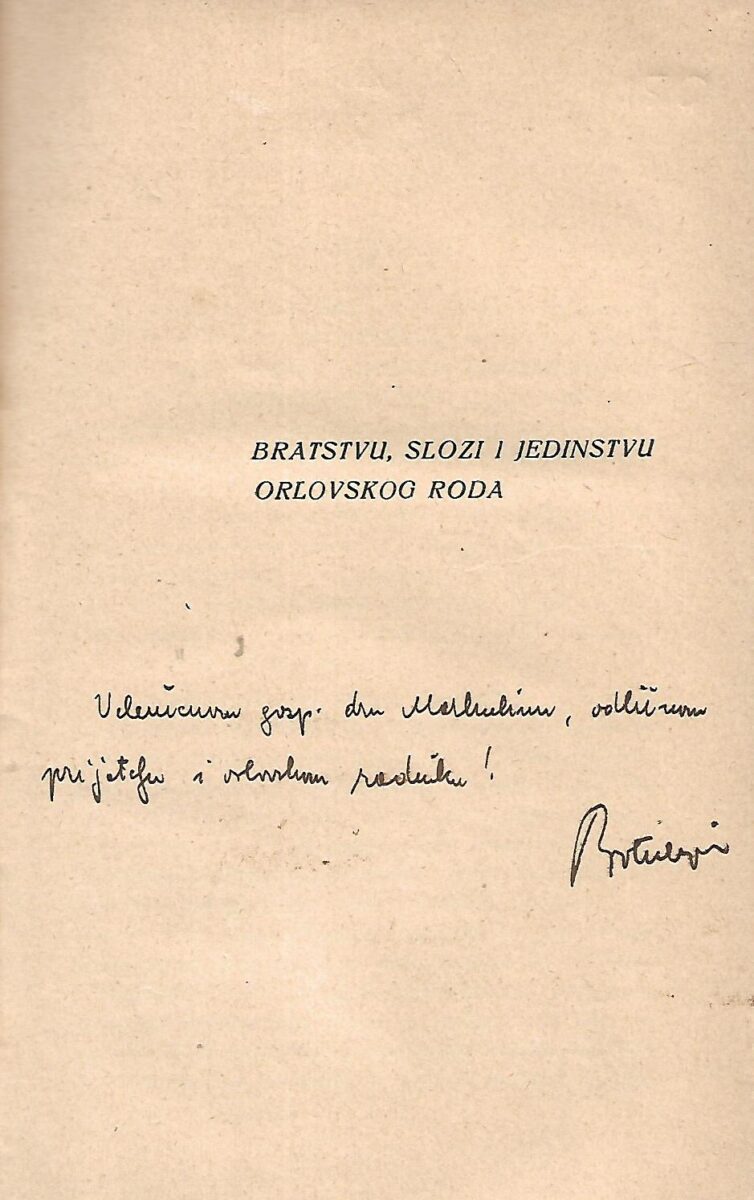 BRATSTVU, SLOZI I JEDINSTVU
ORLOVSKOG RODA
Velečasnom gosp. dru , odličnom
prijatelju i orlovskom radniku!